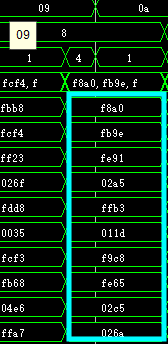 09 0a
8
09
1 4 1
fcf4, f f8a0, fb9e, f
fbb8 f8a0
fcf4 fb9e
ff23 fe91
026f 02a5
fdd8 ffb3
0035 011d
fcf3 f9c8
fb68 fe65
04e6 02c5
ffa7 026a